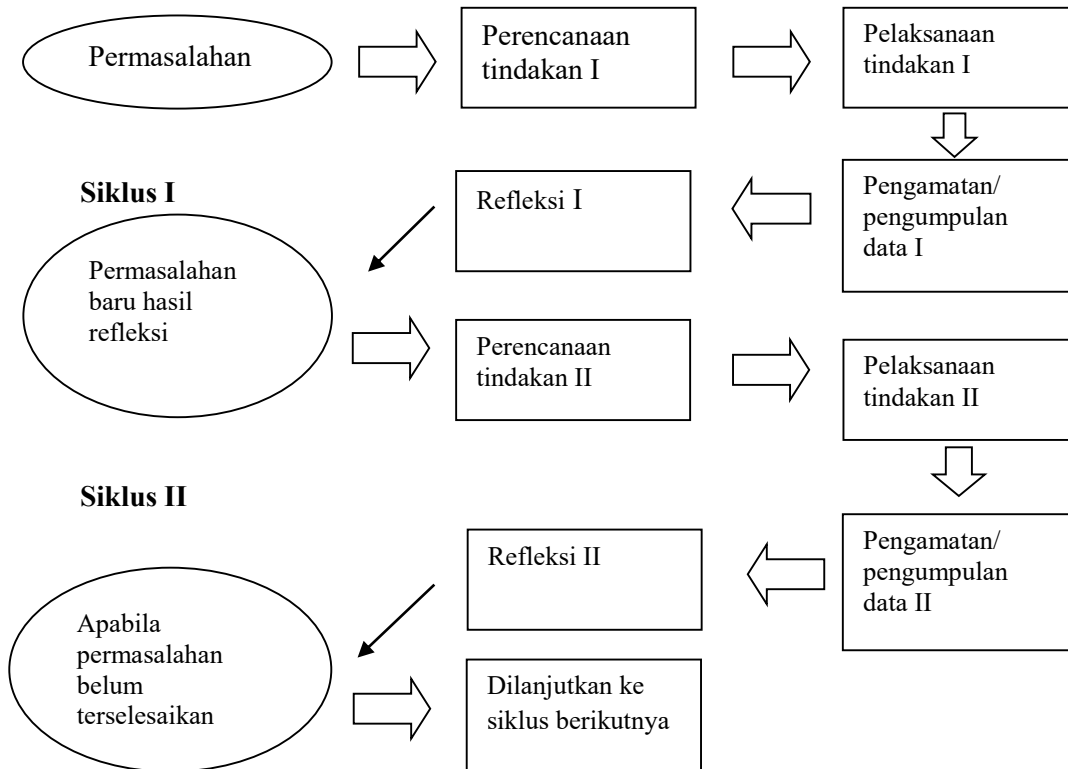 Permasalahan
Perencanaan
tindakan I
Pelaksanaan
tindakan I
Siklus I
Refleksi I
Pengamatan/
pengumpulan
data I
Permasalahan
baru hasil
refleksi
Perencanaan
tindakan II
Pelaksanaan
tindakan II
Siklus II
Refleksi II
Pengamatan/
pengumpulan
data II
Apabila
permasalahan
belum
terselesaikan
Dilanjutkan ke
siklus berikutnya